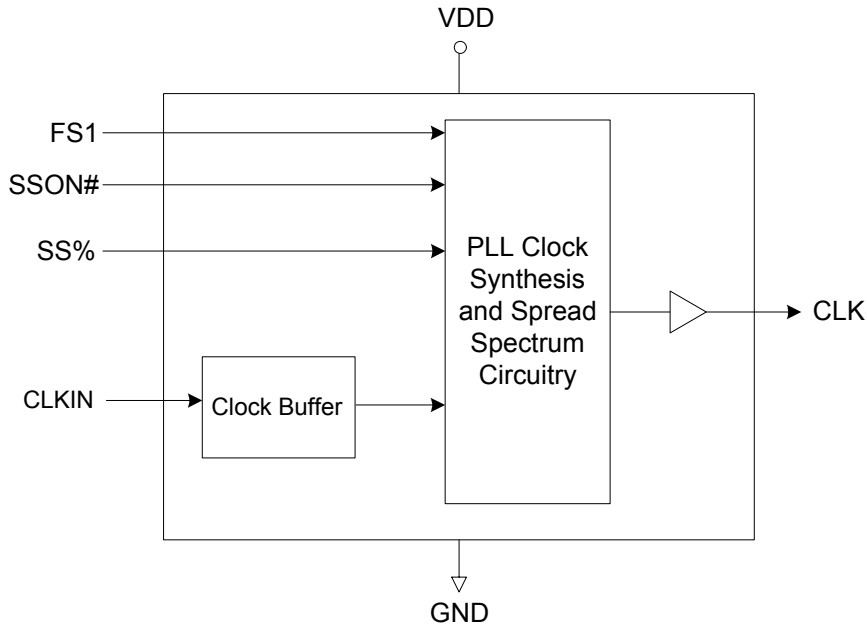 VDD
FS1
SSON#
SS%
PLL Clock
Synthesis
and Spread
Spectrum
Circuitry
CLK
CLKIN
Clock Buffer
GND